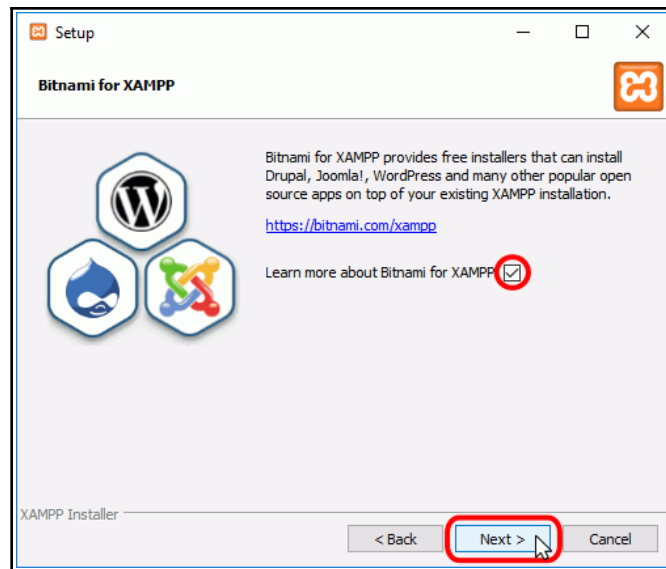 Setup
Bitnami for XAMPP
Bitnami for XAMPP provides free installers that can install
Drupal, Joomla!, WordPress and many other popular open
source apps on top of your existing XAMPP installation.
https://bitnami.com/xampp
Learn more about Bitnami for XAMPP
XAMPP Installer
< Back
Next >
Cancel